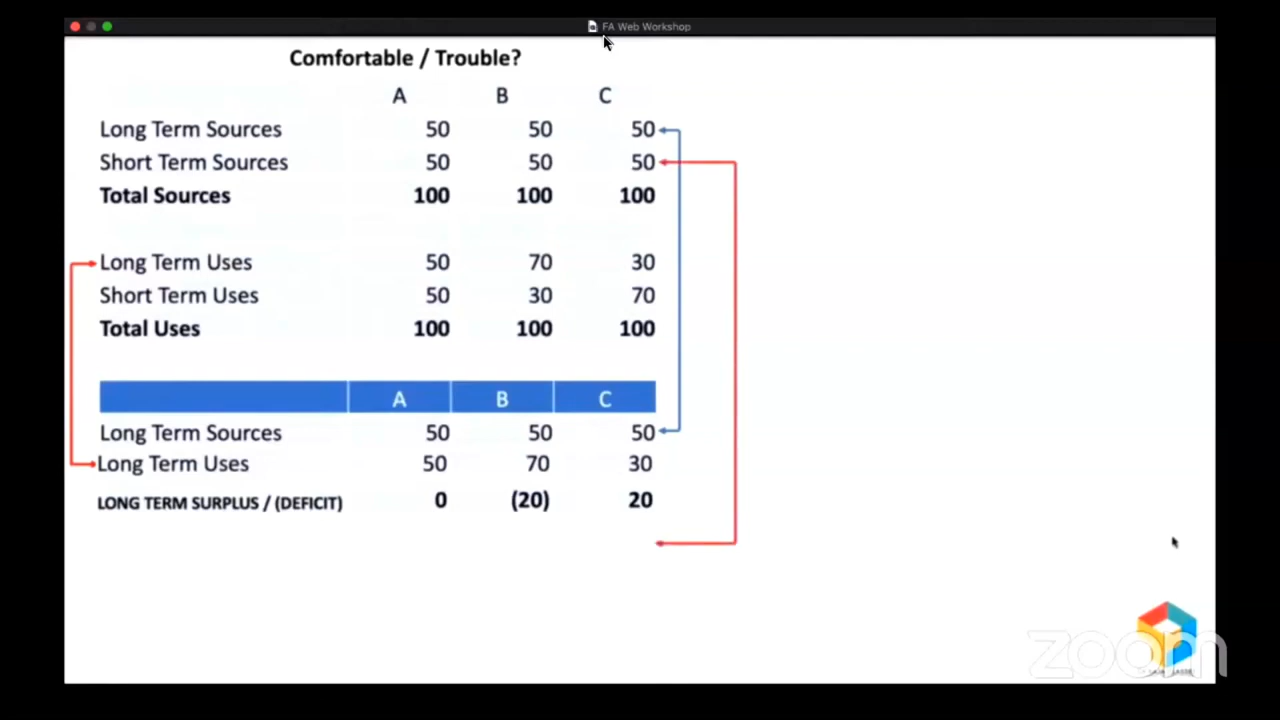 FA Web Workshop
Comfortable / Trouble?
A B C
Long Term Sources 50 50 50
Short Term Sources 50 50 50
Total Sources 100 100 100
Long Term Uses 50 70 30
Short Term Uses 50 30 70
Total Uses 100 100 100
A B C
Long Term Sources 50 50 50
Long Term Uses 50 70 30
LONG TERM SURPLUS / (DEFICIT) 0 (20) 20
zoom